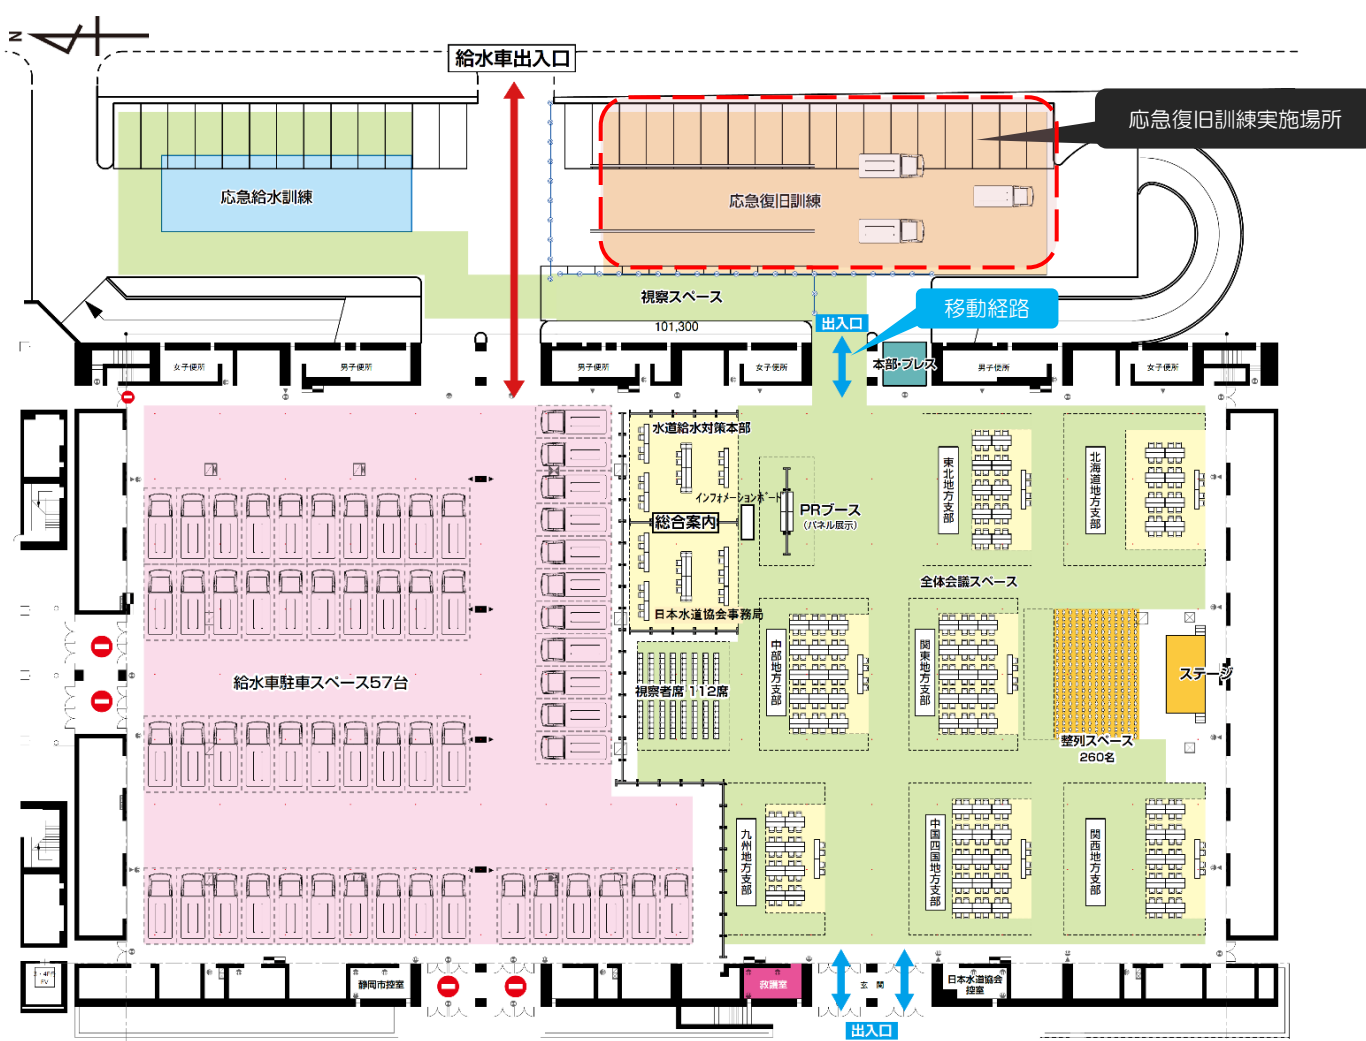 N
給水車出入口
応急復旧訓練実施場所
応急給水訓練
応急復旧訓練
視察スペース
移動経路
出入口
101,300
本部・プレス
女子便所
男子便所
男子便所
女子便所
男子便所
女子便所
水道給水対策本部
インフォメーションボード
総合案内
PRブース
(パネル展示)
日本水道協会事務局
東北地方支部
北海道地方支部
全体会議スペース
中部地方支部
関東地方支部
ステージ
給水車駐車スペース57台
視察者席 112席
整列スペース
260名
九州地方支部
中国四国地方支部
関西地方支部
静岡市控室
救護室
玄関
日本水道協会
控室
出入口